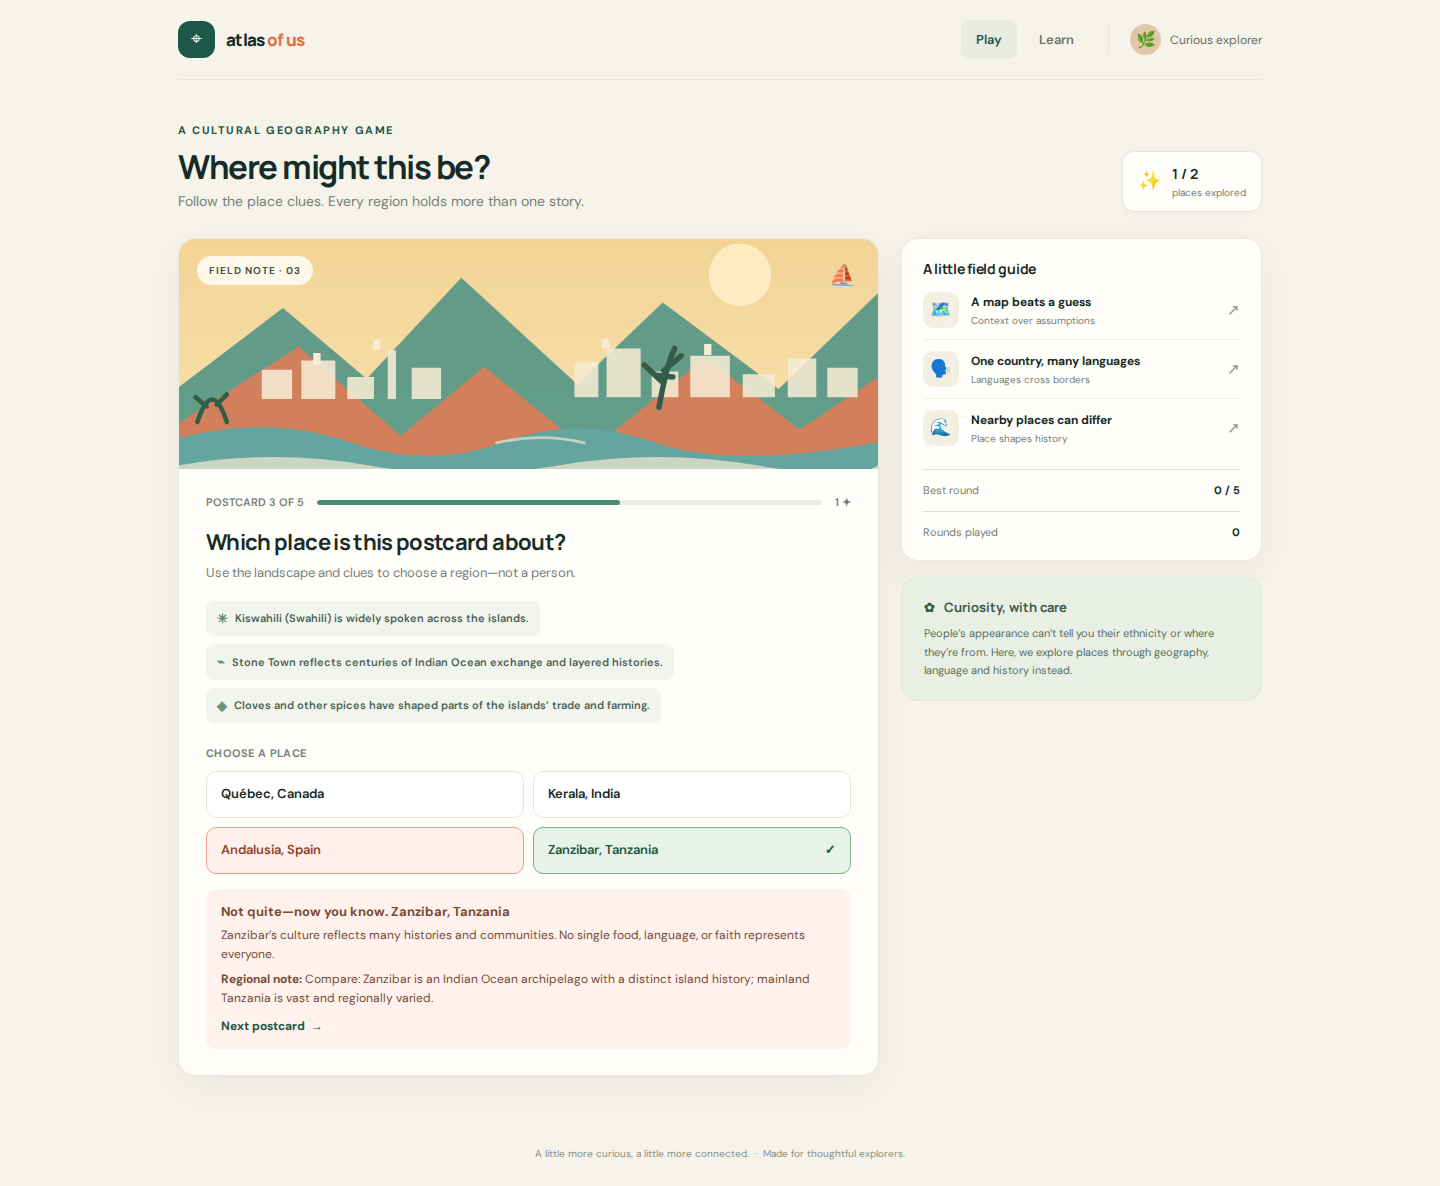 atlas of us
Play
Learn
Curious explorer
A CULTURAL GEOGRAPHY GAME
Where might this be?
Follow the place clues. Every region holds more than one story.
1 / 2
places explored
FIELD NOTE · 03
POSTCARD 3 OF 5
1 ✦
Which place is this postcard about?
Use the landscape and clues to choose a region—not a person.
Kiswahili (Swahili) is widely spoken across the islands.
Stone Town reflects centuries of Indian Ocean exchange and layered histories.
Cloves and other spices have shaped parts of the islands’ trade and farming.
CHOOSE A PLACE
Québec, Canada
Kerala, India
Andalusia, Spain
Zanzibar, Tanzania ✓
Not quite—now you know. Zanzibar, Tanzania
Zanzibar’s culture reflects many histories and communities. No single food, language, or faith represents
everyone.
Regional note: Compare: Zanzibar is an Indian Ocean archipelago with a distinct island history; mainland
Tanzania is vast and regionally varied.
Next postcard →
A little field guide
A map beats a guess
Context over assumptions
One country, many languages
Languages cross borders
Nearby places can differ
Place shapes history
Best round 0 / 5
Rounds played 0
Curiosity, with care
People’s appearance can’t tell you their ethnicity or where
they’re from. Here, we explore places through geography,
language and history instead.
A little more curious, a little more connected. · Made for thoughtful explorers.